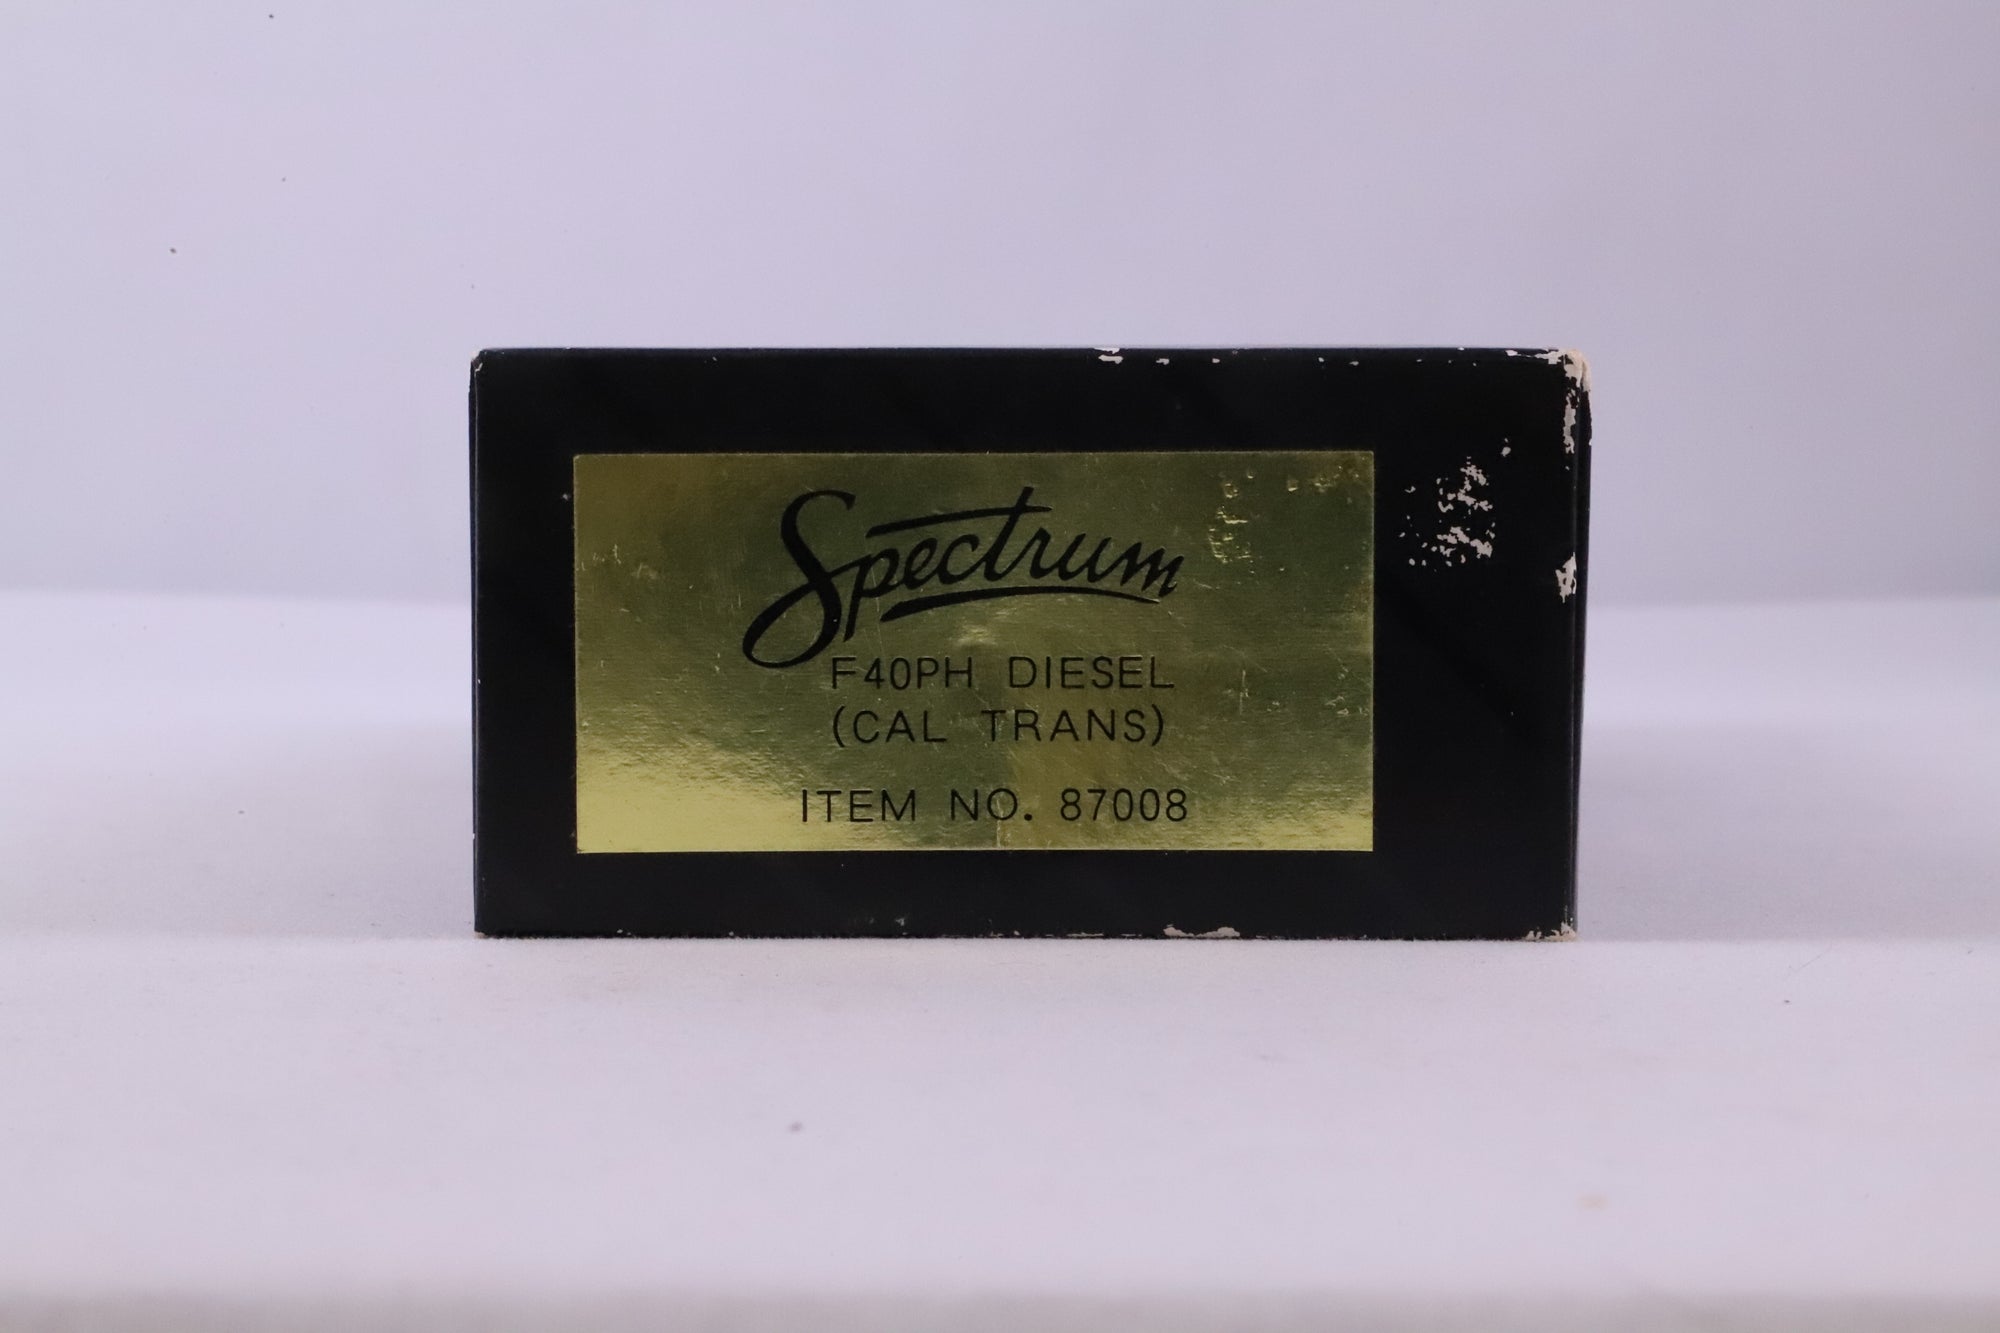 Spectrum
F40PH DIESEL
(CAL TRANS)
ITEM NO. 87008